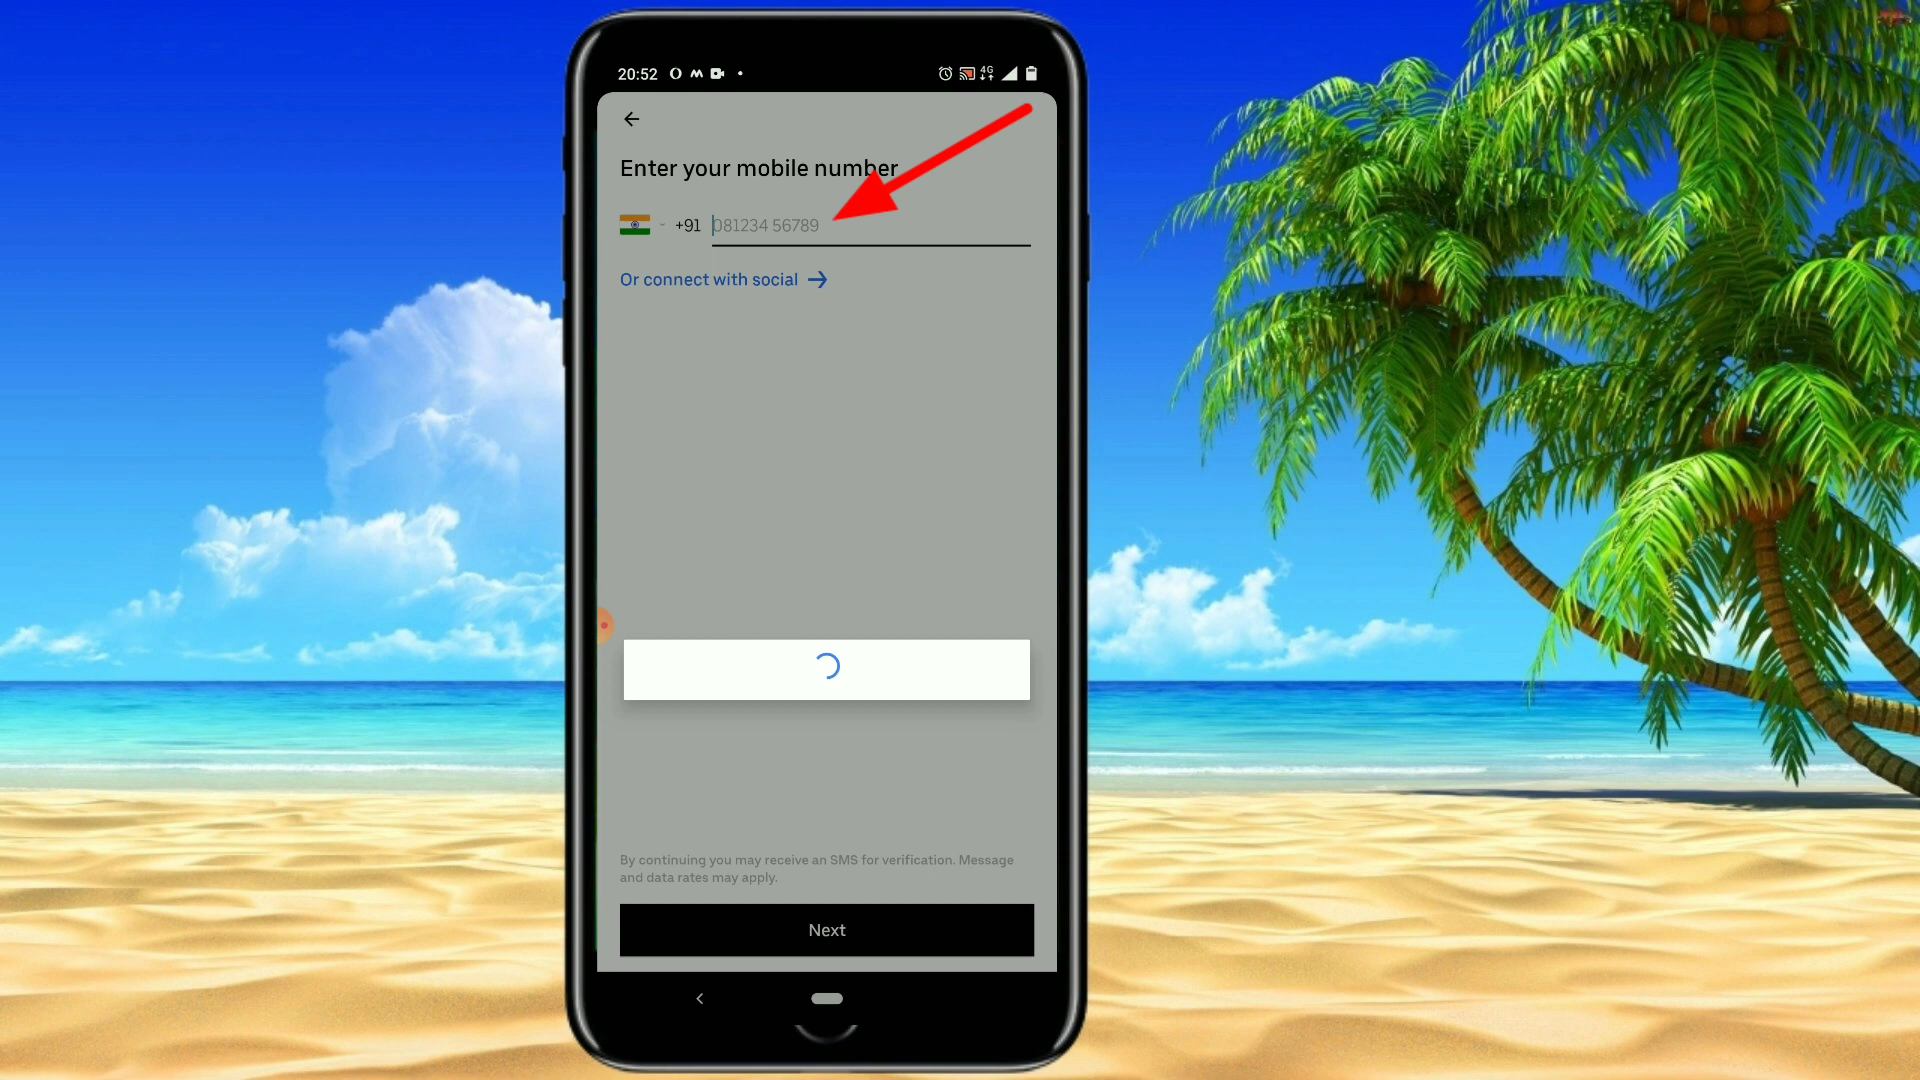 20:52
4G
Enter your mobile number
+91 081234 56789
Or connect with social
By continuing you may receive an SMS for verification. Message
and data rates may apply.
Next